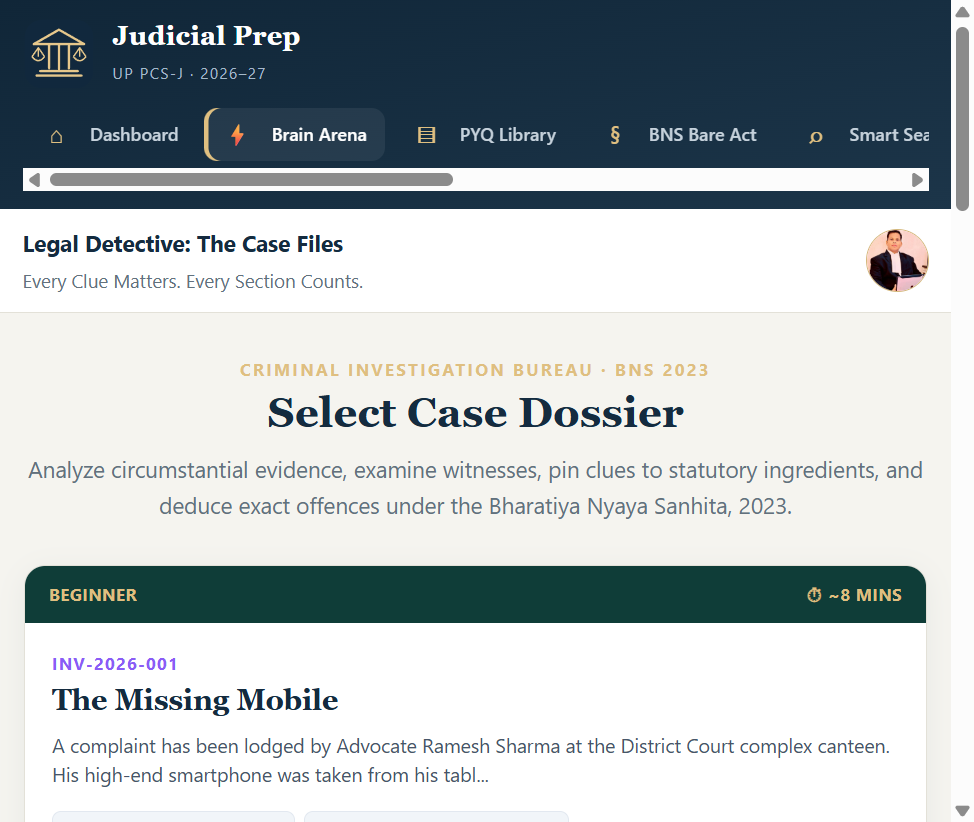 Judicial Prep
UP PCS-J · 2026–27
Dashboard
Brain Arena
PYQ Library
§ BNS Bare Act
Smart Sea
Legal Detective: The Case Files
Every Clue Matters. Every Section Counts.
CRIMINAL INVESTIGATION BUREAU · BNS 2023
Select Case Dossier
Analyze circumstantial evidence, examine witnesses, pin clues to statutory ingredients, and
deduce exact offences under the Bharatiya Nyaya Sanhita, 2023.
BEGINNER
⏱ ~8 MINS
INV-2026-001
The Missing Mobile
A complaint has been lodged by Advocate Ramesh Sharma at the District Court complex canteen.
His high-end smartphone was taken from his tabl...